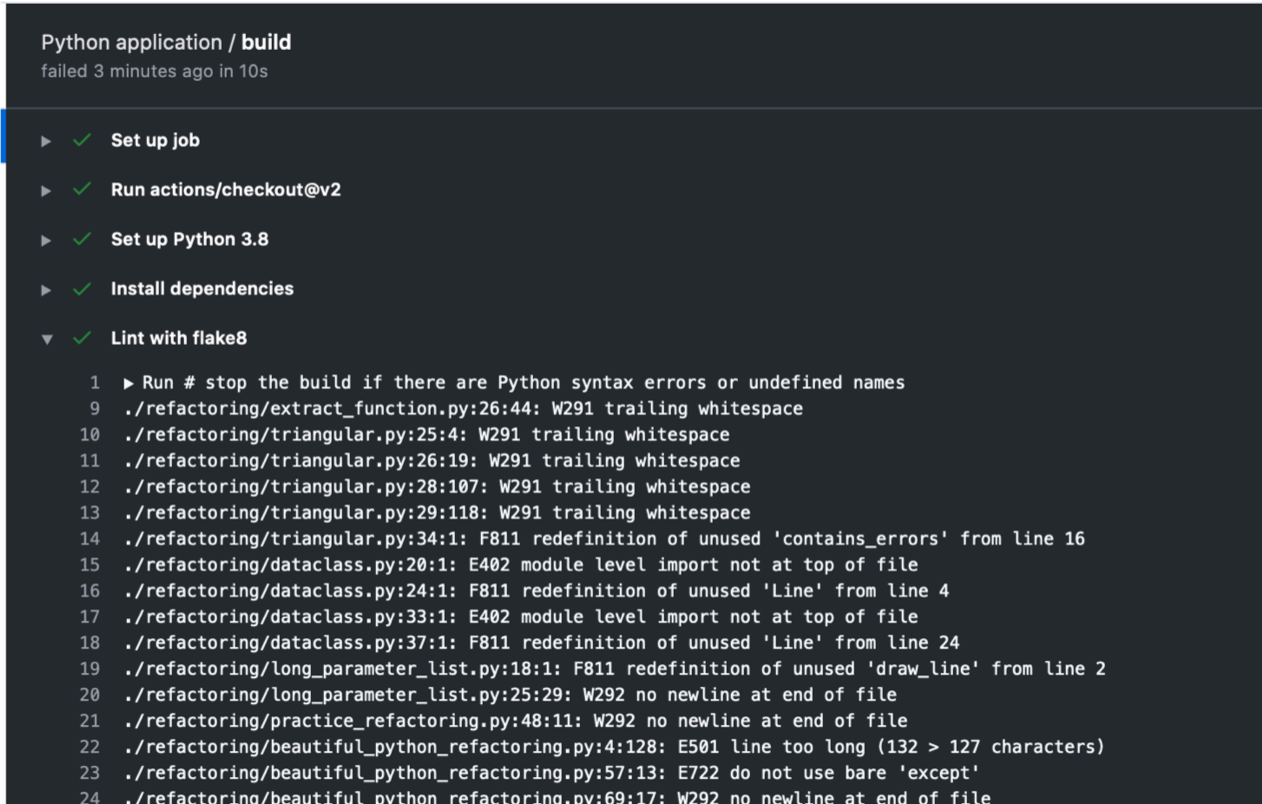 Python application / build
failed 3 minutes ago in 10s
Set up job
Run actions/checkout@v2
Set up Python 3.8
Install dependencies
Lint with flake8
1 ▶ Run # stop the build if there are Python syntax errors or undefined names
9 ./refactoring/extract_function.py:26:44: W291 trailing whitespace
10 ./refactoring/triangular.py:25:4: W291 trailing whitespace
11 ./refactoring/triangular.py:26:19: W291 trailing whitespace
12 ./refactoring/triangular.py:28:107: W291 trailing whitespace
13 ./refactoring/triangular.py:29:118: W291 trailing whitespace
14 ./refactoring/triangular.py:34:1: F811 redefinition of unused 'contains_errors' from line 16
15 ./refactoring/dataclass.py:20:1: E402 module level import not at top of file
16 ./refactoring/dataclass.py:24:1: F811 redefinition of unused 'Line' from line 4
17 ./refactoring/dataclass.py:33:1: E402 module level import not at top of file
18 ./refactoring/dataclass.py:37:1: F811 redefinition of unused 'Line' from line 24
19 ./refactoring/long_parameter_list.py:18:1: F811 redefinition of unused 'draw_line' from line 2
20 ./refactoring/long_parameter_list.py:25:29: W292 no newline at end of file
21 ./refactoring/practice_refactoring.py:48:11: W292 no newline at end of file
22 ./refactoring/beautiful_python_refactoring.py:4:128: E501 line too long (132 > 127 characters)
23 ./refactoring/beautiful_python_refactoring.py:57:13: E722 do not use bare 'except'
24 ./refactoring/beautiful_python_refactoring.py:69:17: W292 no newline at end of file